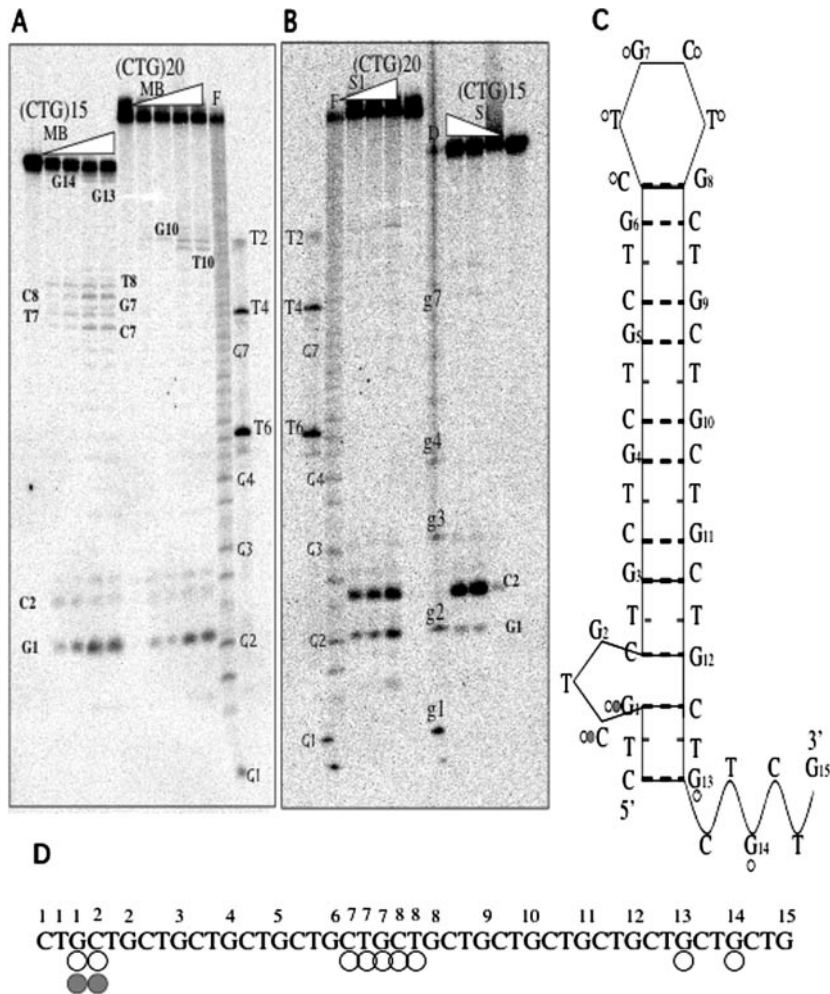 A
(CTG)20
MB
F
(CTG)15
MB
G14
G13
G10
T10
T2
T8
C8
G7
T7
C7
T4
G7
T6
G4
G3
C2
G1
G2
G1
B
(CTG)20
S1
F
(CTG)15
S1
D
T2
T4
g7
G7
T6
g4
G4
g3
G3
C2
g2
G1
G2
g1
G1
C
G7 C
T T
C G8
G6 C
T T
C G9
G5 C
T T
C G10
G4 C
T T
C G11
G3 C
T T
G2
C G12
T
G1 C
C
T T
C G13
5'
T C 3'
G15
C G14 T
D
1 1 1 2 2 3 4 5 6 7 7 7 8 8 8 9 10 11 12 13 14 15
CTGCTGCTGCTGCTGCTGCTGCTGCTGCTGCTGCTGCTGCTGCTG